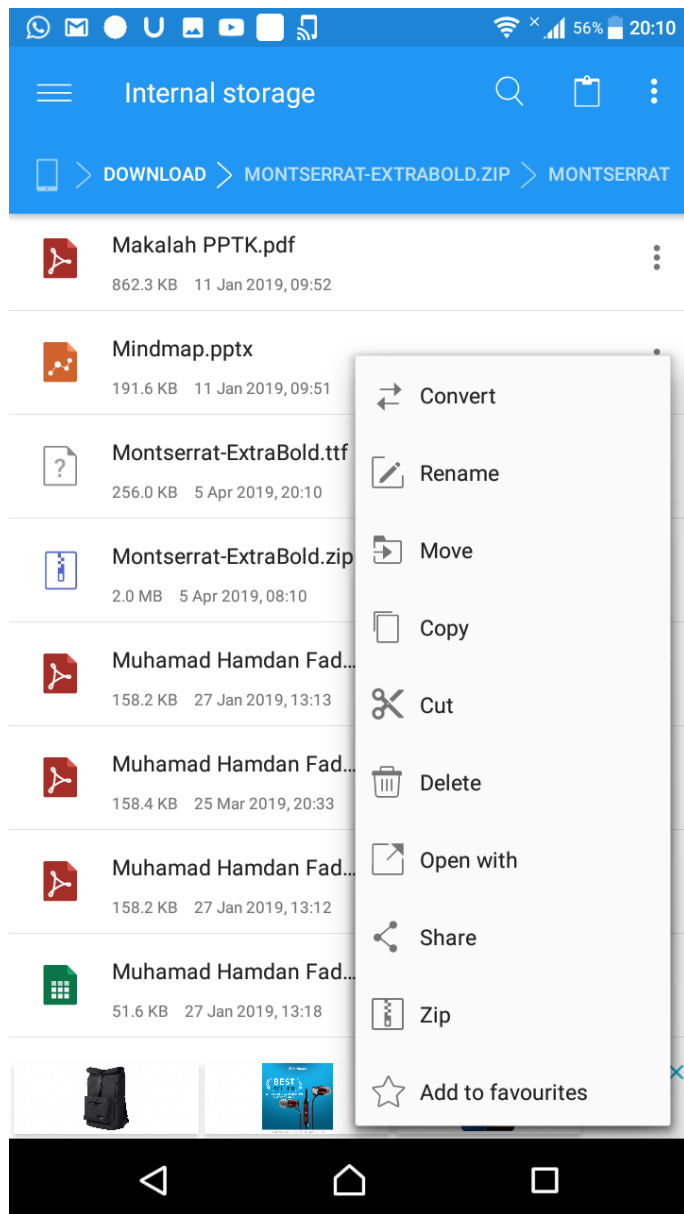 56% 20:10
Internal storage
DOWNLOAD MONTSERRAT-EXTRABOLD.ZIP MONTSERRAT
Makalah PPTK.pdf
862.3 KB 11 Jan 2019, 09:52
Mindmap.pptx
191.6 KB 11 Jan 2019, 09:51
Montserrat-ExtraBold.ttf
256.0 KB 5 Apr 2019, 20:10
Montserrat-ExtraBold.zip
2.0 MB 5 Apr 2019, 08:10
Muhamad Hamdan Fad...
158.2 KB 27 Jan 2019, 13:13
Muhamad Hamdan Fad...
158.4 KB 25 Mar 2019, 20:33
Muhamad Hamdan Fad...
158.2 KB 27 Jan 2019, 13:12
Muhamad Hamdan Fad...
51.6 KB 27 Jan 2019, 13:18
Convert
Rename
Move
Copy
Cut
Delete
Open with
Share
Zip
Add to favourites
BEST